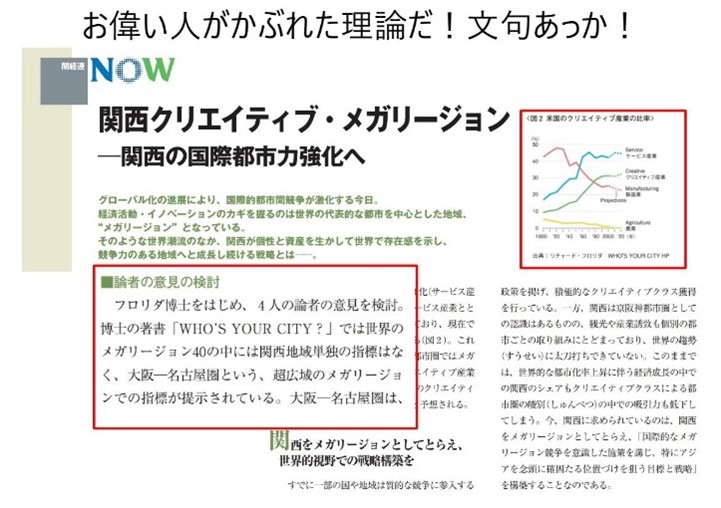 お偉い人がかぶれた理論だ！文句あっか！
関経連
NOW
関西クリエイティブ・メガリージョン
―関西の国際都市力強化へ
グローバル化の進展により、国際的都市間競争が激化する今日。
経済活動・イノベーションのカギを握るのは世界の代表的な都市を中心とした地域、
“メガリージョン”となっている。
そのような世界潮流のなか、関西が個性と資産を生かして世界で存在感を示し、
競争力のある地域へと成長し続ける戦略とは──。
〈図2 米国のクリエイティブ産業の比率〉
(%)
50
40
30
20
10
0
1900 '20 '40 '60 '80 2000 '05 (年)
Service
サービス産業
Creative
クリエイティブ産業
Manufacturing
製造業
Projections
Agriculture
農業
出典：リチャード・フロリダ WHO'S YOUR CITY HP
■論者の意見の検討
フロリダ博士をはじめ、４人の論者の意見を検討。
博士の著書「WHO'S YOUR CITY？」では世界の
メガリージョン40の中には関西地域単独の指標はな
く、大阪―名古屋圏という、超広域のメガリージョ
ンでの指標が提示されている。大阪―名古屋圏は、
化(サービス産
ービス産業とと
ており、現在で
る(図2)。これ
都市圏ではメガ
エイティブ産業
のクリエイティ
と予想される。
関西をメガリージョンとしてとらえ、
世界的視野での戦略構築を
すでに一部の国や地域は質的な競争に参入する
政策を掲げ、積極的なクリエイティブクラス獲得
を行っている。一方、関西は京阪神都市圏として
の認識はあるものの、観光や産業誘致も個別の都
市ごとの取り組みにとどまっており、世界の趨勢
(すうせい)に太刀打ちできていない。このままで
は、世界的な都市化率上昇に伴う経済成長の中で
の関西のシェアもクリエイティブクラスによる都
市圏の峻別(しゅんべつ)の中での吸引力も低下し
てしまう。今、関西に求められているのは、関西
をメガリージョンとしてとらえ、「国際的なメガ
リージョン競争を意識した施策を講じ、特にアジ
アを念頭に確固たる位置づけを狙う目標と戦略」
を構築することなのである。